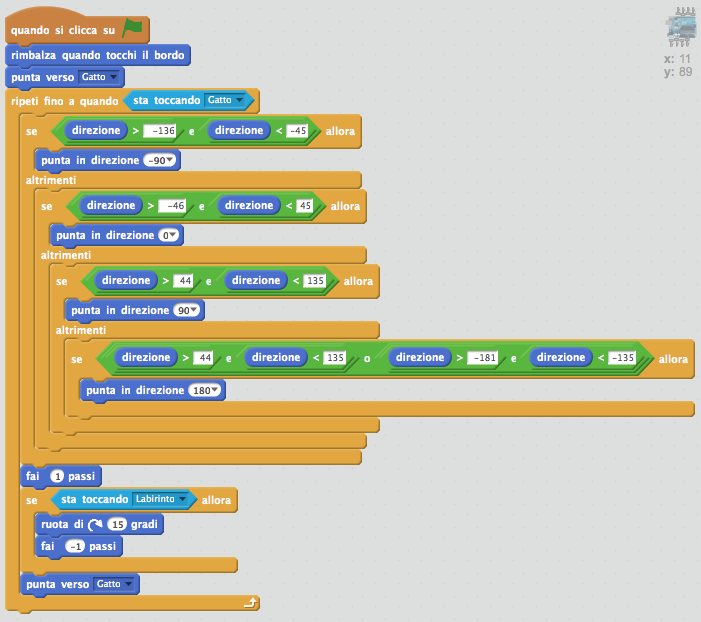 quando si clicca su
x: 11
y: 89
rimbalza quando tocchi il bordo
punta verso Gatto
ripeti fino a quando sta toccando Gatto
se direzione > -136 e direzione < -45 allora
punta in direzione -90
altrimenti
se direzione > -46 e direzione < 45 allora
punta in direzione 0
altrimenti
se direzione > 44 e direzione < 135 allora
punta in direzione 90
altrimenti
se direzione > 44 e direzione < 135 o direzione > -181 e direzione < -135 allora
punta in direzione 180
fai 1 passi
se sta toccando Labirinto allora
ruota di 15 gradi
fai -1 passi
punta verso Gatto